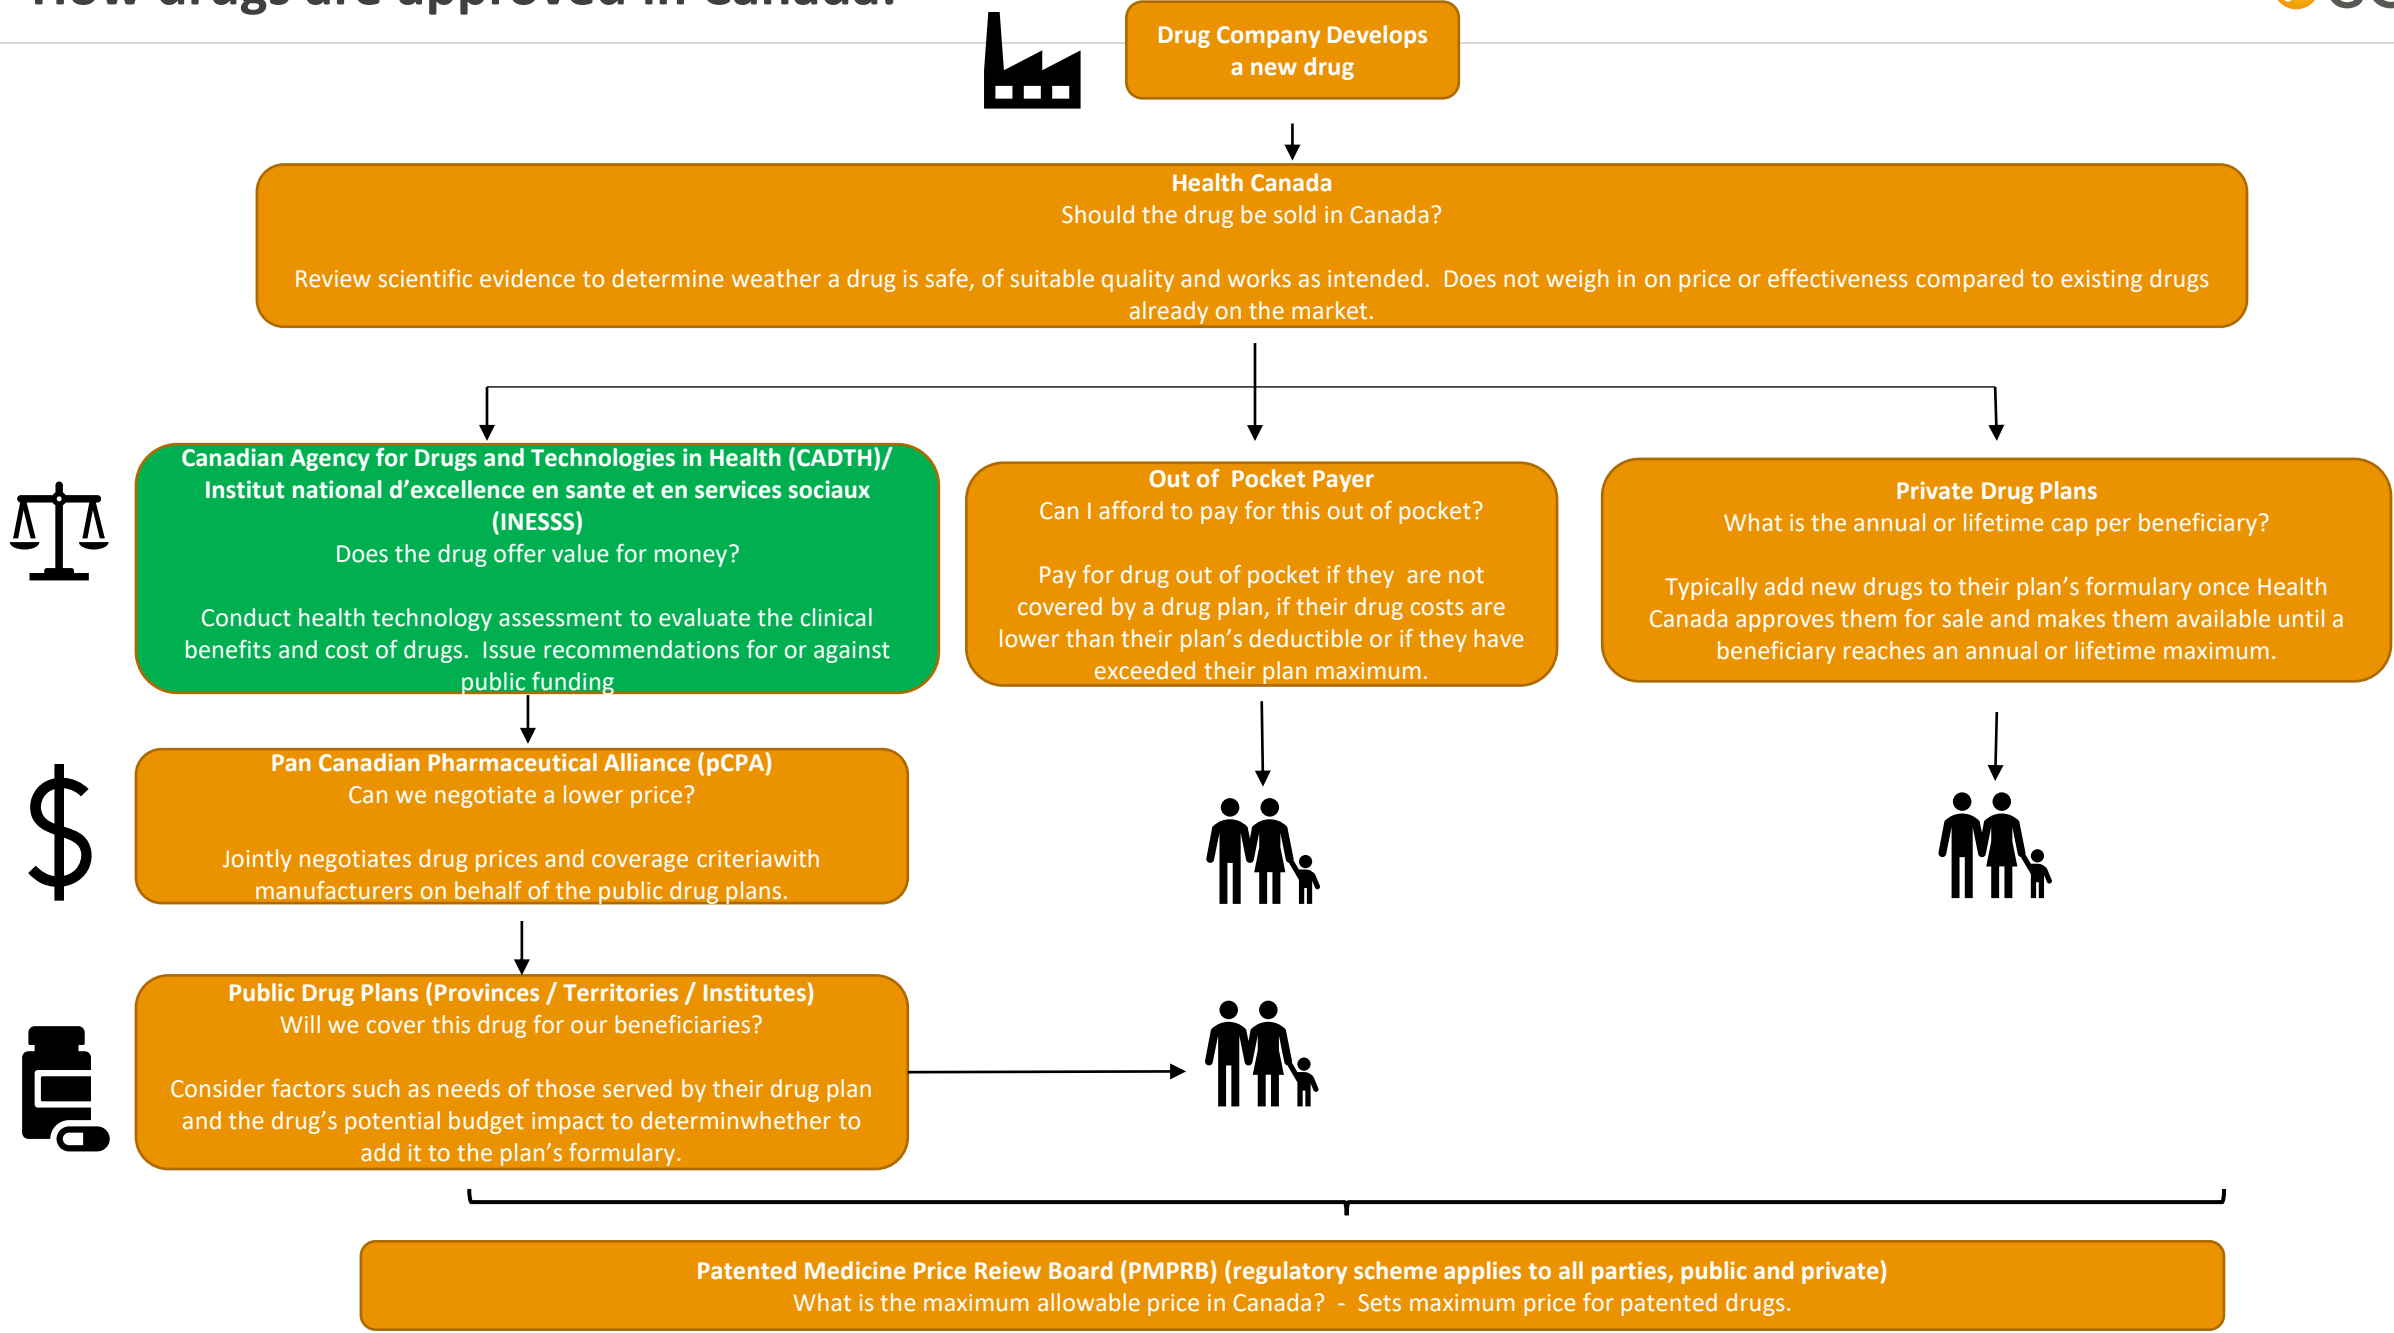 How drugs are approved in Canada.
Drug Company Develops
a new drug
Health Canada
Should the drug be sold in Canada?
Review scientific evidence to determine weather a drug is safe, of suitable quality and works as intended.  Does not weigh in on price or effectiveness compared to existing drugs
already on the market.
Canadian Agency for Drugs and Technologies in Health (CADTH)/
Institut national d’excellence en sante et en services sociaux
(INESSS)
Does the drug offer value for money?
Conduct health technology assessment to evaluate the clinical
benefits and cost of drugs.  Issue recommendations for or against
public funding
Out of  Pocket Payer
Can I afford to pay for this out of pocket?
Pay for drug out of pocket if they  are not
covered by a drug plan, if their drug costs are
lower than their plan’s deductible or if they have
exceeded their plan maximum.
Private Drug Plans
What is the annual or lifetime cap per beneficiary?
Typically add new drugs to their plan’s formulary once Health
Canada approves them for sale and makes them available until a
beneficiary reaches an annual or lifetime maximum.
Pan Canadian Pharmaceutical Alliance (pCPA)
Can we negotiate a lower price?
Jointly negotiates drug prices and coverage criteriawith
manufacturers on behalf of the public drug plans.
Public Drug Plans (Provinces / Territories / Institutes)
Will we cover this drug for our beneficiaries?
Consider factors such as needs of those served by their drug plan
and the drug’s potential budget impact to determinwhether to
add it to the plan’s formulary.
Patented Medicine Price Reiew Board (PMPRB) (regulatory scheme applies to all parties, public and private)
What is the maximum allowable price in Canada?  -  Sets maximum price for patented drugs.